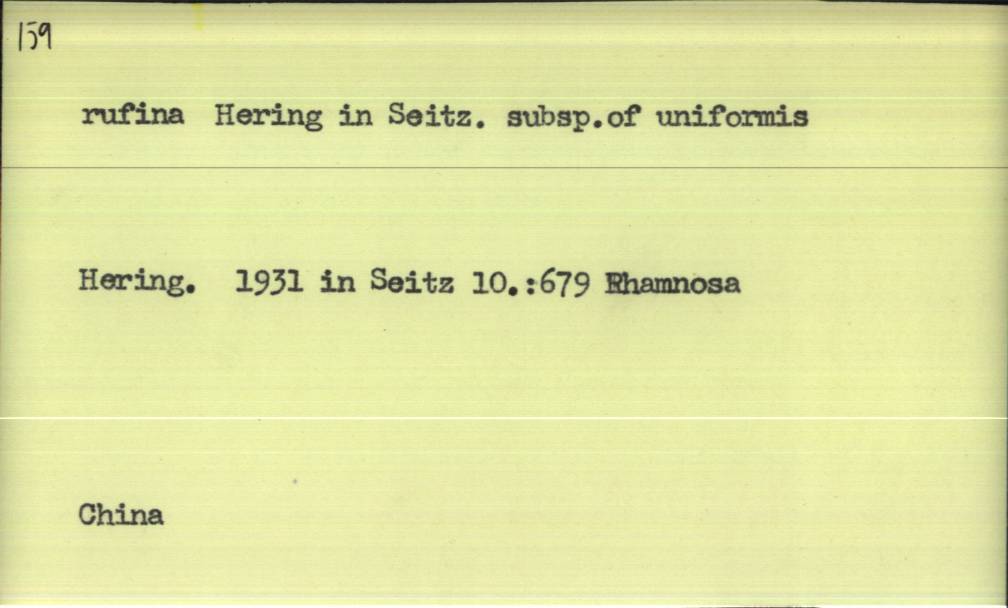 159
rufina Hering in Seitz. subsp.of uniformis
Hering. 1931 in Seitz 10.:679 Rhamnosa
China